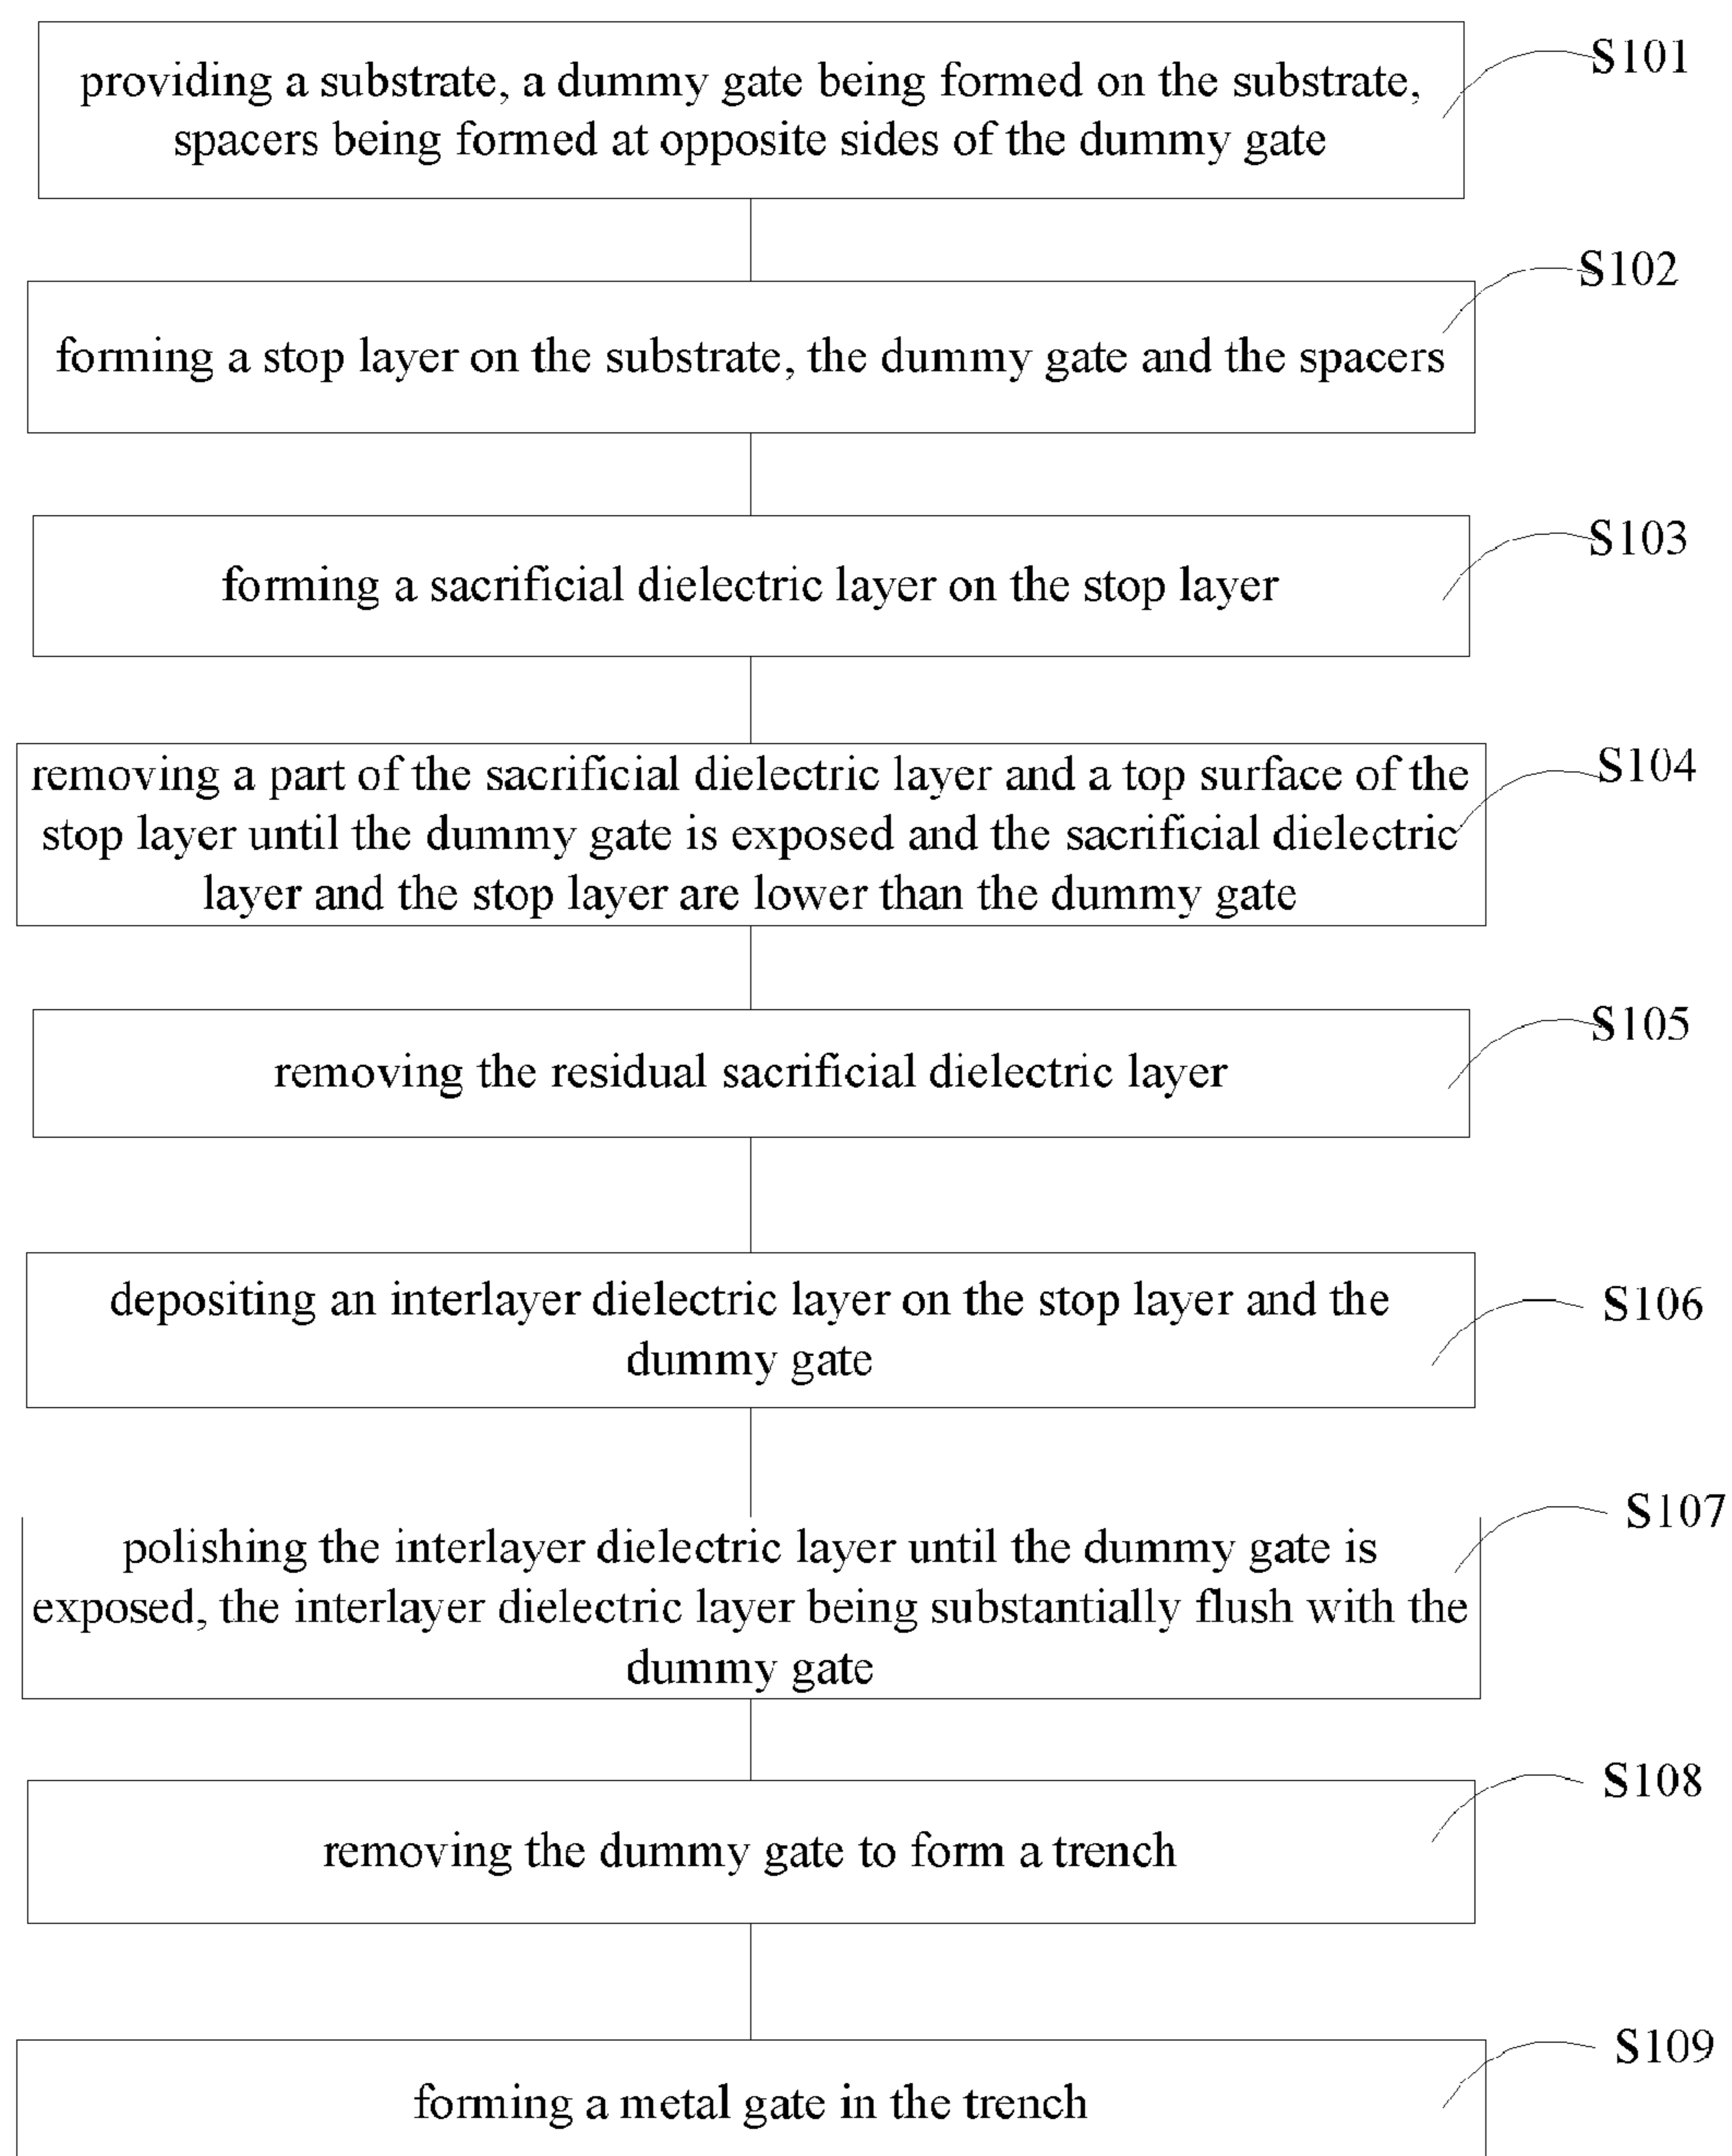 providing a substrate, a dummy gate being formed on the substrate,
spacers being formed at opposite sides of the dummy gate
S101
forming a stop layer on the substrate, the dummy gate and the spacers
S102
forming a sacrificial dielectric layer on the stop layer
S103
removing a part of the sacrificial dielectric layer and a top surface of the
stop layer until the dummy gate is exposed and the sacrificial dielectric
layer and the stop layer are lower than the dummy gate
S104
removing the residual sacrificial dielectric layer
S105
depositing an interlayer dielectric layer on the stop layer and the
dummy gate
S106
polishing the interlayer dielectric layer until the dummy gate is
exposed, the interlayer dielectric layer being substantially flush with the
dummy gate
S107
removing the dummy gate to form a trench
S108
forming a metal gate in the trench
S109